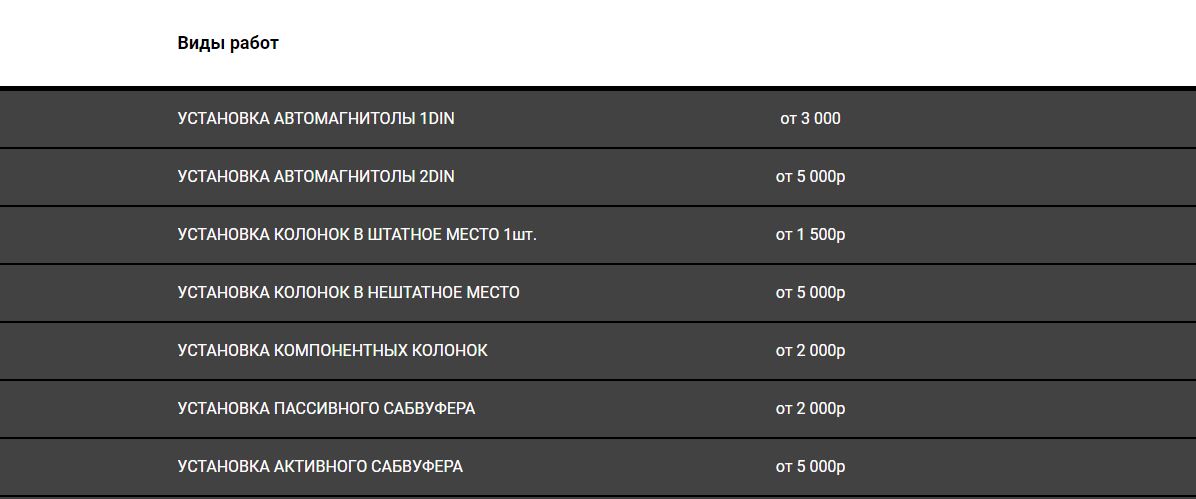 Виды работ
УСТАНОВКА АВТОМАГНИТОЛЫ 1DIN от 3 000
УСТАНОВКА АВТОМАГНИТОЛЫ 2DIN от 5 000р
УСТАНОВКА КОЛОНОК В ШТАТНОЕ МЕСТО 1шт. от 1 500р
УСТАНОВКА КОЛОНОК В НЕШТАТНОЕ МЕСТО от 5 000р
УСТАНОВКА КОМПОНЕНТНЫХ КОЛОНОК от 2 000р
УСТАНОВКА ПАССИВНОГО САБВУФЕРА от 2 000р
УСТАНОВКА АКТИВНОГО САБВУФЕРА от 5 000р